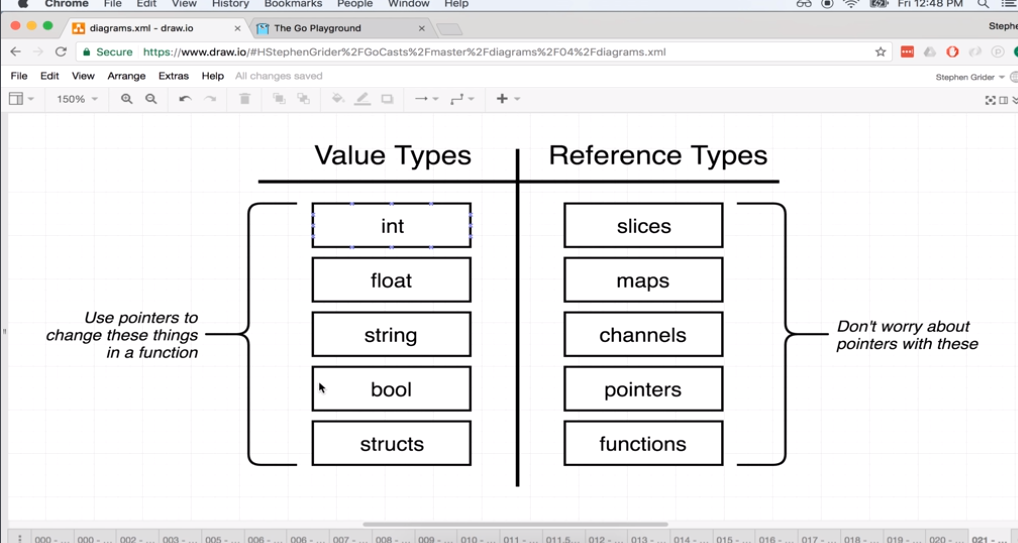 Chrome File Edit View History Bookmarks People Window Help Fri 12:48 PM
diagrams.xml - draw.io The Go Playground Stephe
Secure https://www.draw.io/#HStephenGrider%2FGoCasts%2Fmaster%2Fdiagrams%2F04%2Fdiagrams.xml
File Edit View Arrange Extras Help All changes saved Stephen Grider
150%
Value Types Reference Types
int slices
float maps
Use pointers to
change these things
in a function
string channels
Don't worry about
pointers with these
bool pointers
structs functions
000 - ... 000 - ... 002 - ... 003 - ... 005 - ... 006 - ... 006 - ... 007 - ... 008 - ... 009 - ... 010 - ... 011 - ... 011.5... 012 - ... 013 - ... 014 - ... 015 - ... 016 - ... 017 - ... 018 - ... 019 - ... 020 - ... 021 - ...